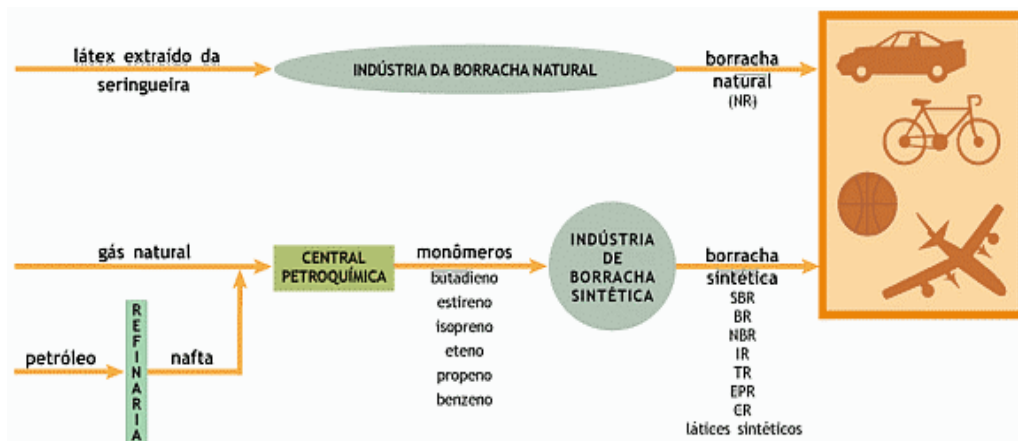 látex extraído da
seringueira
INDÚSTRIA DA BORRACHA NATURAL
borracha
natural
(NR)
gás natural
CENTRAL
PETROQUÍMICA
monômeros
butadieno
estireno
isopreno
eteno
propeno
benzeno
INDÚSTRIA
DE
BORRACHA
SINTÉTICA
borracha
sintética
SBR
BR
NBR
IR
TR
EPR
CR
látices sintéticos
petróleo
REFINARIA
nafta